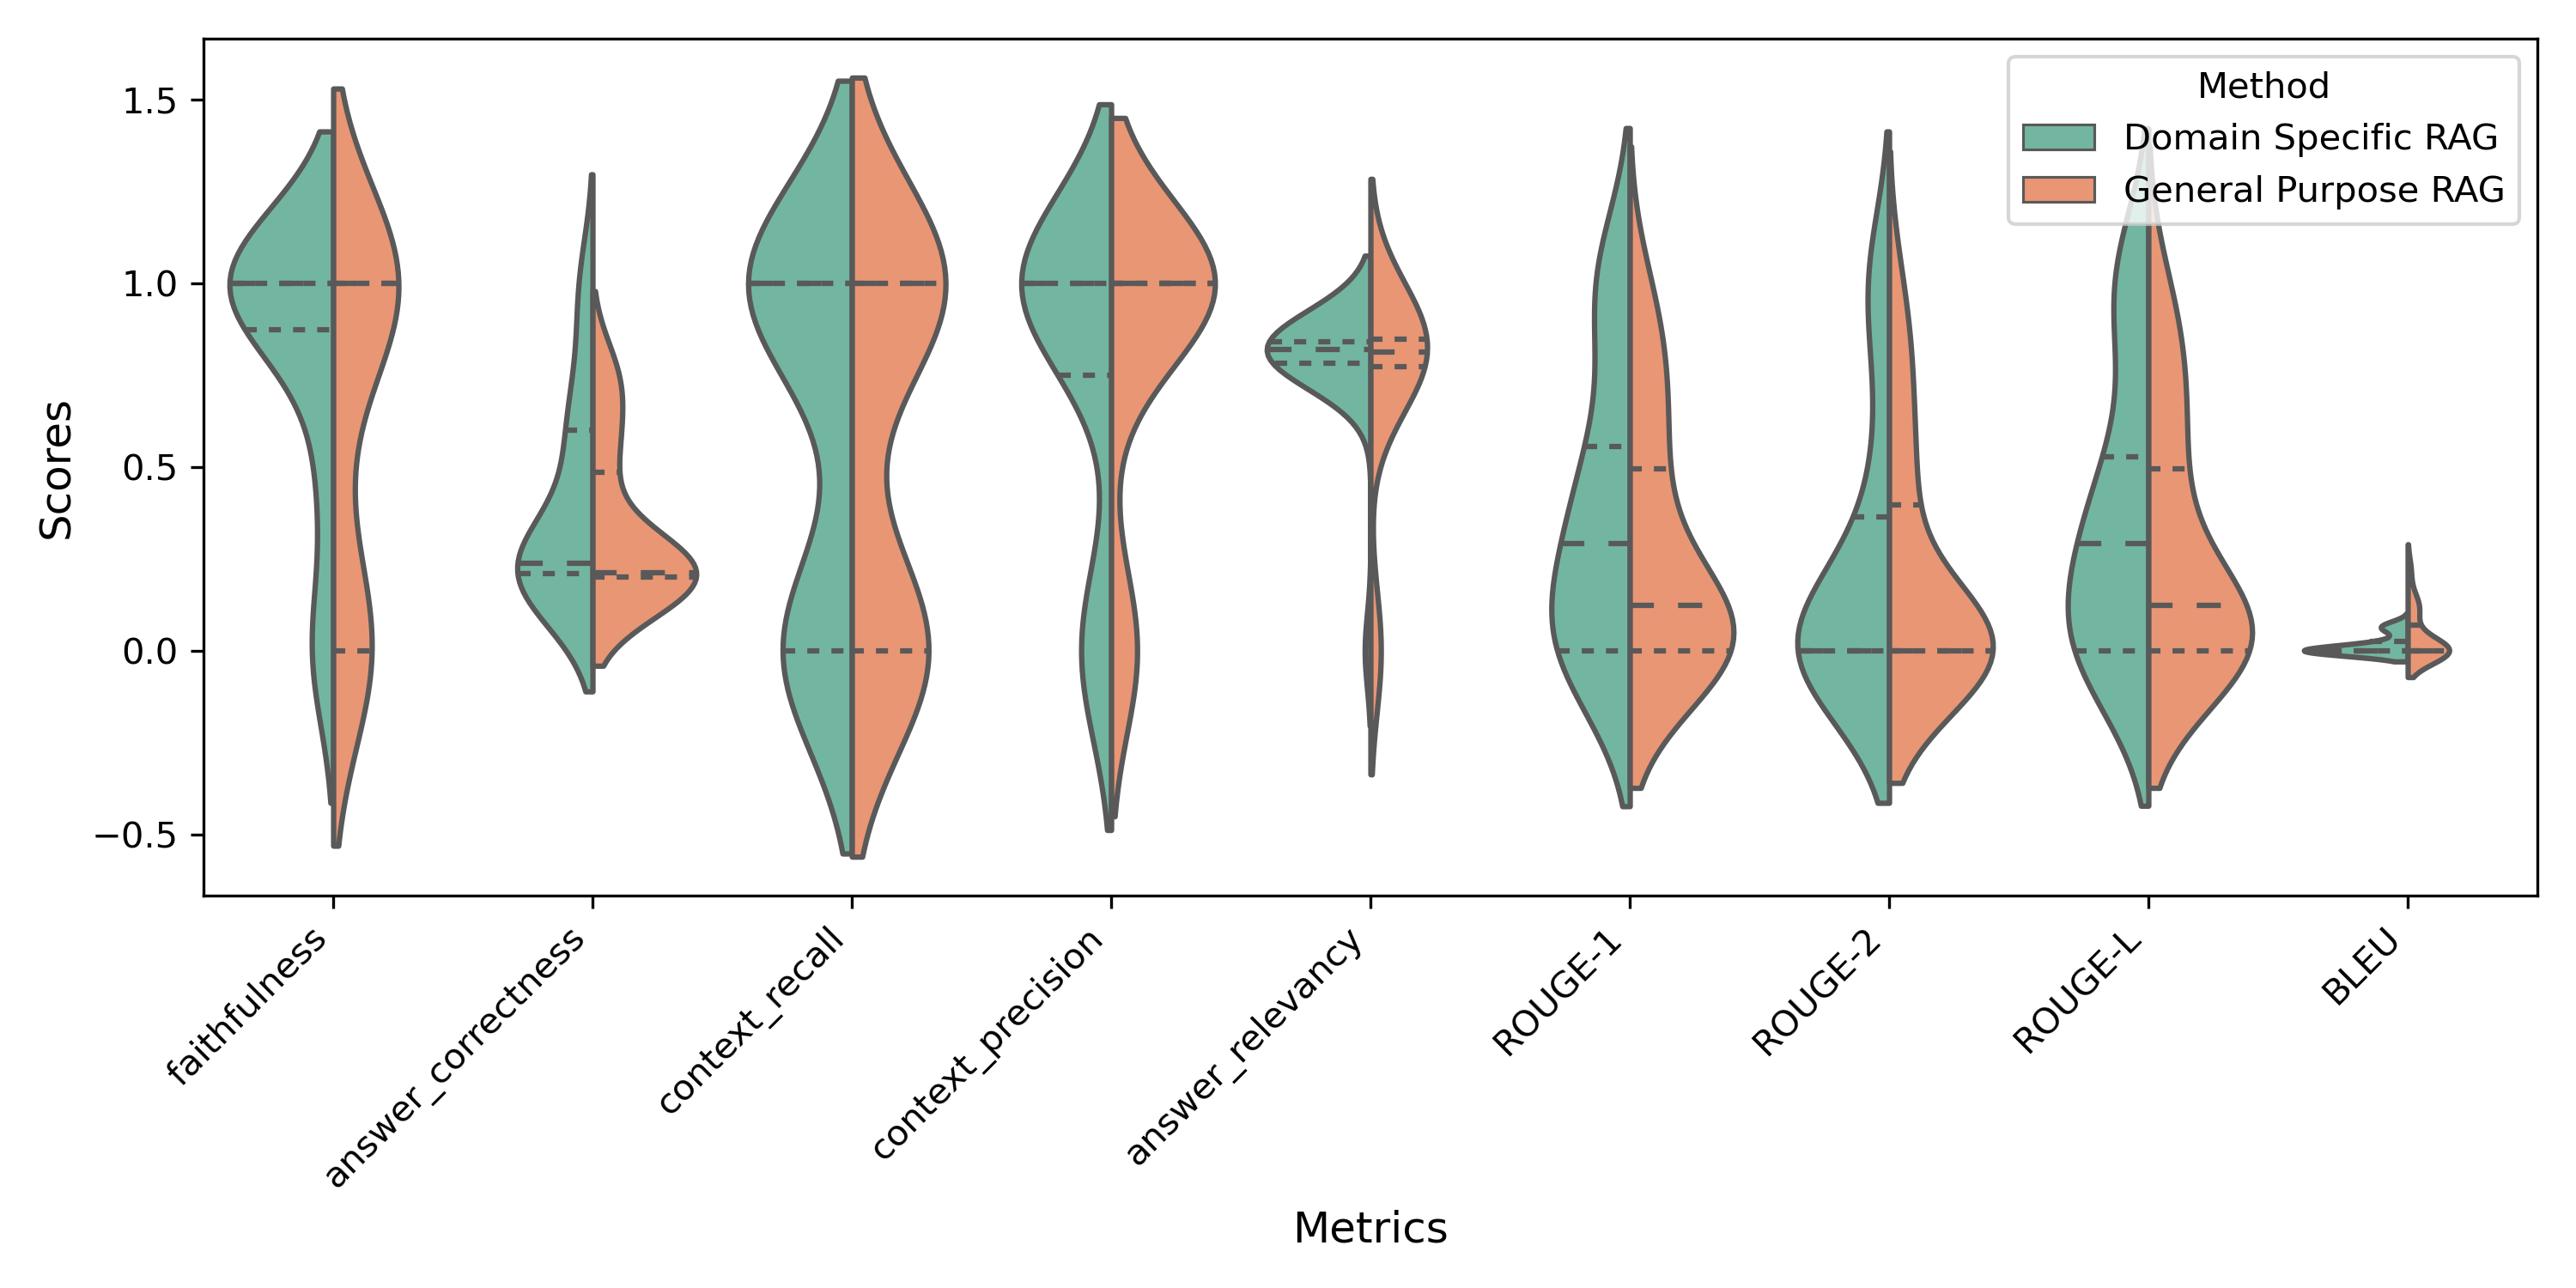 Method
Domain Specific RAG
General Purpose RAG
Scores
1.5
1.0
0.5
0.0
−0.5
faithfulness
answer_correctness
context_recall
context_precision
answer_relevancy
ROUGE-1
ROUGE-2
ROUGE-L
BLEU
Metrics